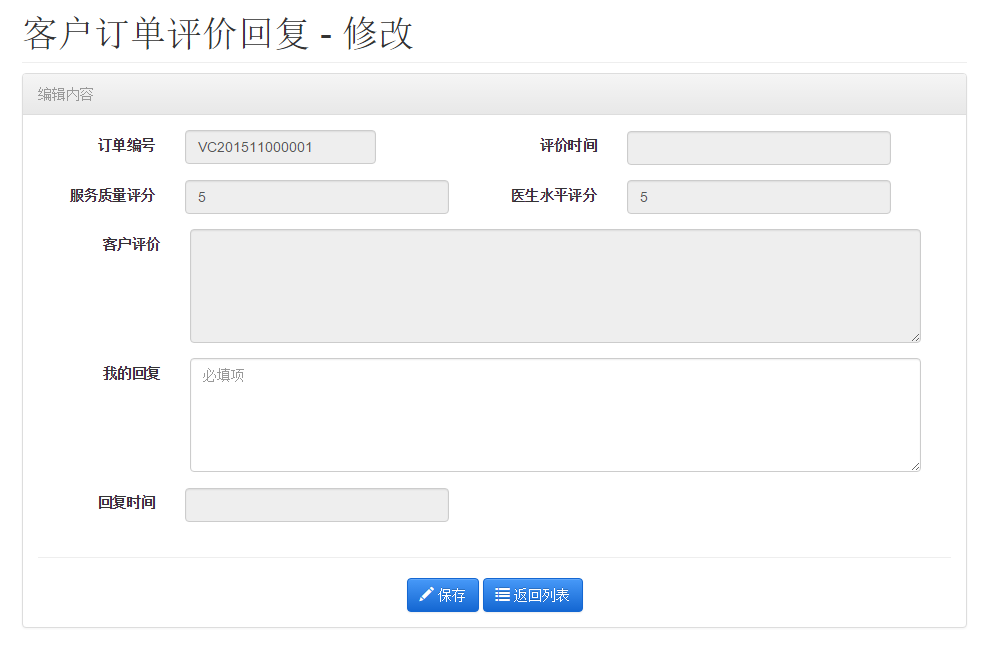 客户订单评价回复 - 修改
编辑内容
订单编号 VC201511000001 评价时间
服务质量评分 5 医生水平评分 5
客户评价
我的回复 必填项
回复时间
保存 返回列表